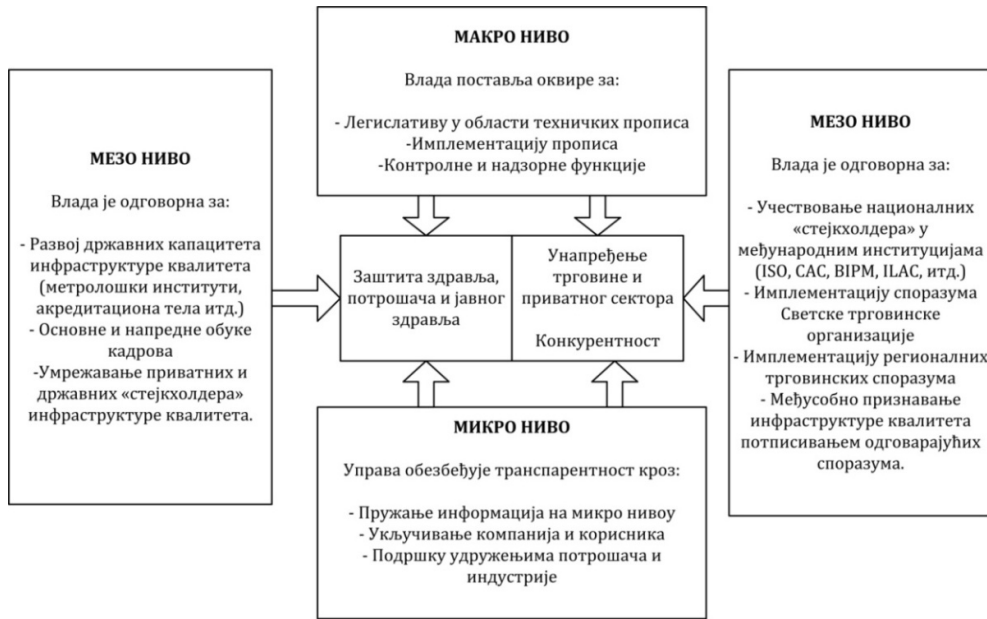 МАКРО НИВО
Влада поставља оквире за:
- Легислативу у области техничких прописа
-Имплементацију прописа
-Контролне и надзорне функције
МЕЗО НИВО
Влада је одговорна за:
- Развој државних капацитета
инфраструктуре квалитета
(метролошки институти,
акредитациона тела итд.)
- Основне и напредне обуке
кадрова
-Умрежавање приватних и
државних «стејкхолдера»
инфраструктуре квалитета.
Заштита здравља,
потрошача и јавног
здравља
Унапређење
трговине и
приватног сектора
Конкурентност
МЕЗО НИВО
Влада је одговорна за:
- Учествовање националних
«стејкхолдера» у
међународним институцијама
(ISO, CAC, BIPM, ILAC, итд.)
- Имплементацију споразума
Светске трговинске
организације
- Имплементацију регионалних
трговинских споразума
- Међусобно признавање
инфраструктуре квалитета
потписивањем одговарајућих
споразума.
МИКРО НИВО
Управа обезбеђује транспарентност кроз:
- Пружање информација на микро нивоу
- Укључивање компанија и корисника
- Подршку удружењима потрошача и
индустрије